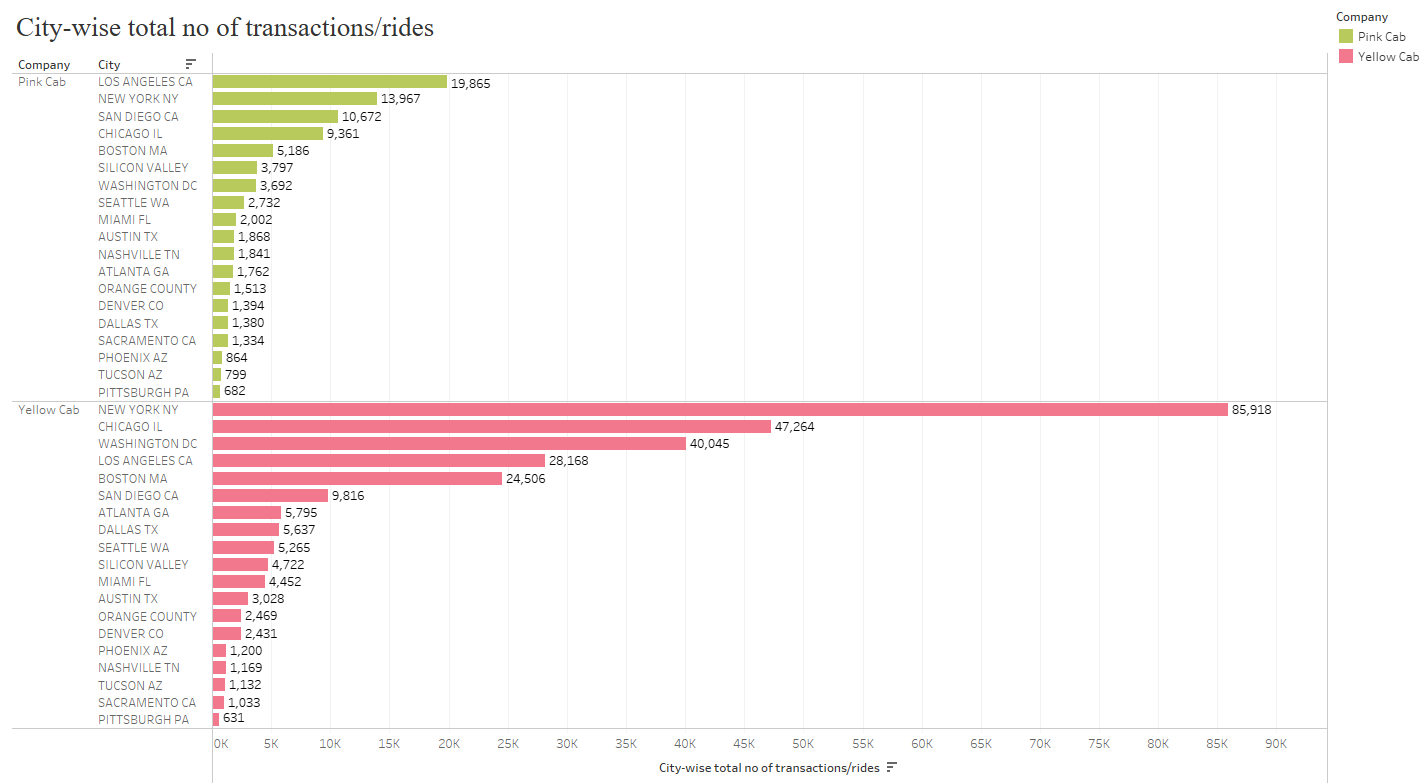 City-wise total no of transactions/rides
Company
Pink Cab
Yellow Cab
Company City
Pink Cab LOS ANGELES CA 19,865
NEW YORK NY 13,967
SAN DIEGO CA 10,672
CHICAGO IL 9,361
BOSTON MA 5,186
SILICON VALLEY 3,797
WASHINGTON DC 3,692
SEATTLE WA 2,732
MIAMI FL 2,002
AUSTIN TX 1,868
NASHVILLE TN 1,841
ATLANTA GA 1,762
ORANGE COUNTY 1,513
DENVER CO 1,394
DALLAS TX 1,380
SACRAMENTO CA 1,334
PHOENIX AZ 864
TUCSON AZ 799
PITTSBURGH PA 682
Yellow Cab NEW YORK NY 85,918
CHICAGO IL 47,264
WASHINGTON DC 40,045
LOS ANGELES CA 28,168
BOSTON MA 24,506
SAN DIEGO CA 9,816
ATLANTA GA 5,795
DALLAS TX 5,637
SEATTLE WA 5,265
SILICON VALLEY 4,722
MIAMI FL 4,452
AUSTIN TX 3,028
ORANGE COUNTY 2,469
DENVER CO 2,431
PHOENIX AZ 1,200
NASHVILLE TN 1,169
TUCSON AZ 1,132
SACRAMENTO CA 1,033
PITTSBURGH PA 631
0K 5K 10K 15K 20K 25K 30K 35K 40K 45K 50K 55K 60K 65K 70K 75K 80K 85K 90K
City-wise total no of transactions/rides